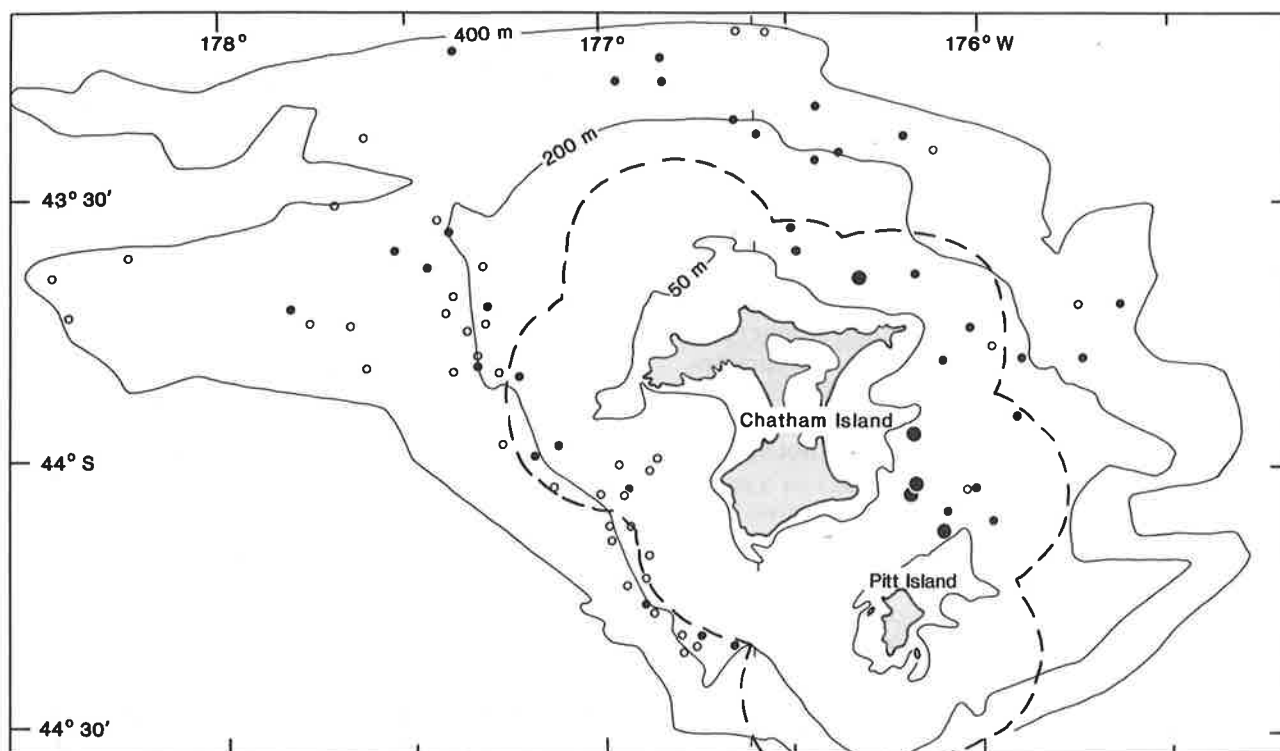 178°
400 m
177°
176° W
200 m
43° 30′
50 m
Chatham Island
44° S
Pitt Island
44° 30′